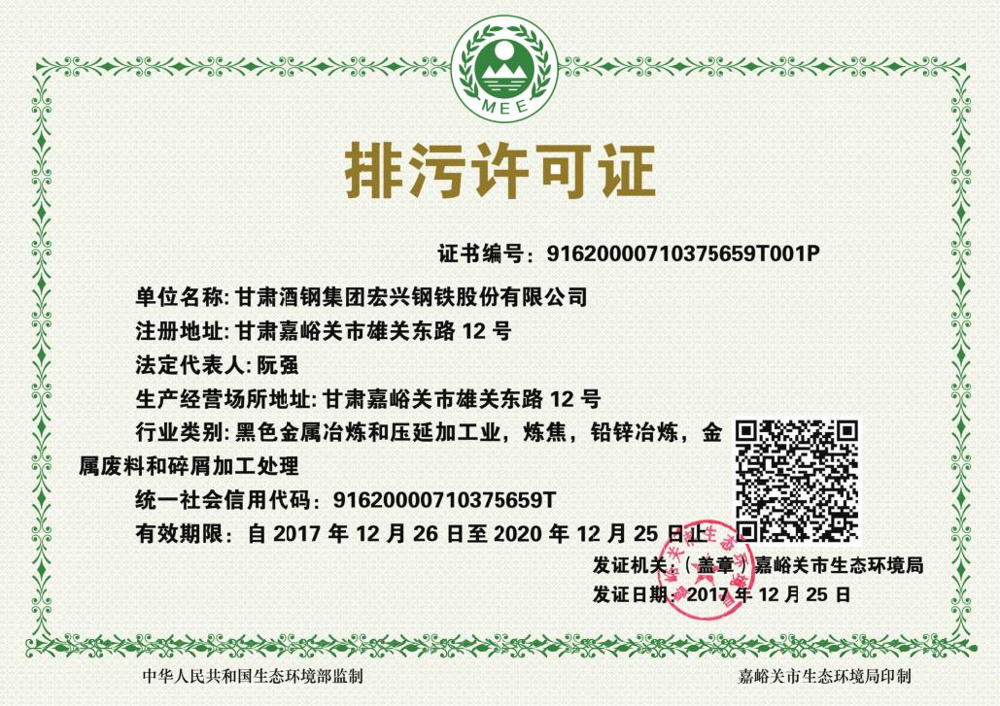 MEE
排污许可证
证书编号：91620000710375659T001P
单位名称:甘肃酒钢集团宏兴钢铁股份有限公司
注册地址:甘肃嘉峪关市雄关东路 12 号
法定代表人:阮强
生产经营场所地址:甘肃嘉峪关市雄关东路 12 号
行业类别:黑色金属冶炼和压延加工业，炼焦，铅锌冶炼，金
属废料和碎屑加工处理
统一社会信用代码：91620000710375659T
有效期限：自 2017 年 12 月 26 日至 2020 年 12 月 25 日止
嘉峪关市生态环境局
发证机关：（盖章）嘉峪关市生态环境局
发证日期：2017 年 12 月 25 日
中华人民共和国生态环境部监制
嘉峪关市生态环境局印制